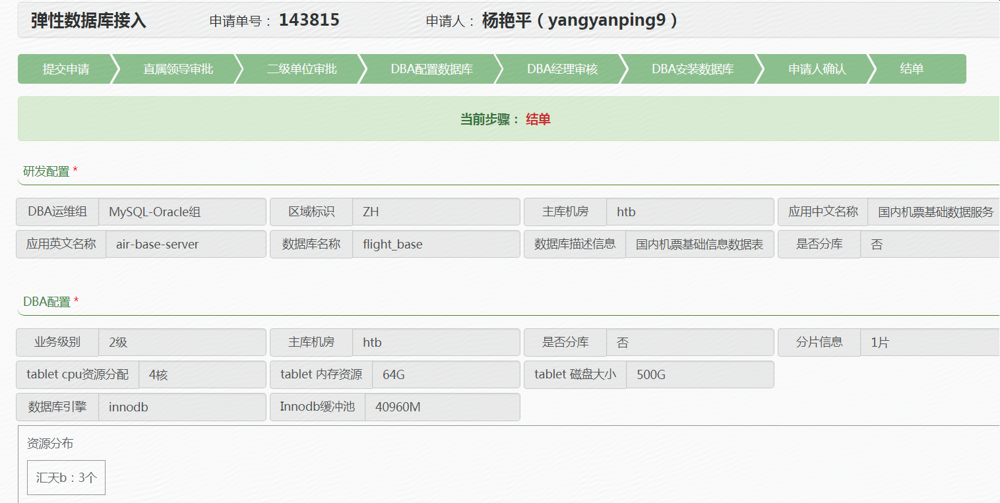 弹性数据库接入 申请单号： 143815 申请人： 杨艳平（yangyanping9）
提交申请 直属领导审批 二级单位审批 DBA配置数据库 DBA经理审核 DBA安装数据库 申请人确认 结单
当前步骤： 结单
研发配置 *
DBA运维组 MySQL-Oracle组 区域标识 ZH 主库机房 htb 应用中文名称 国内机票基础数据服务
应用英文名称 air-base-server 数据库名称 flight_base 数据库描述信息 国内机票基础信息数据表 是否分库 否
DBA配置 *
业务级别 2级 主库机房 htb 是否分库 否 分片信息 1片
tablet cpu资源分配 4核 tablet 内存资源 64G tablet 磁盘大小 500G
数据库引擎 innodb Innodb缓冲池 40960M
资源分布
汇天b：3个